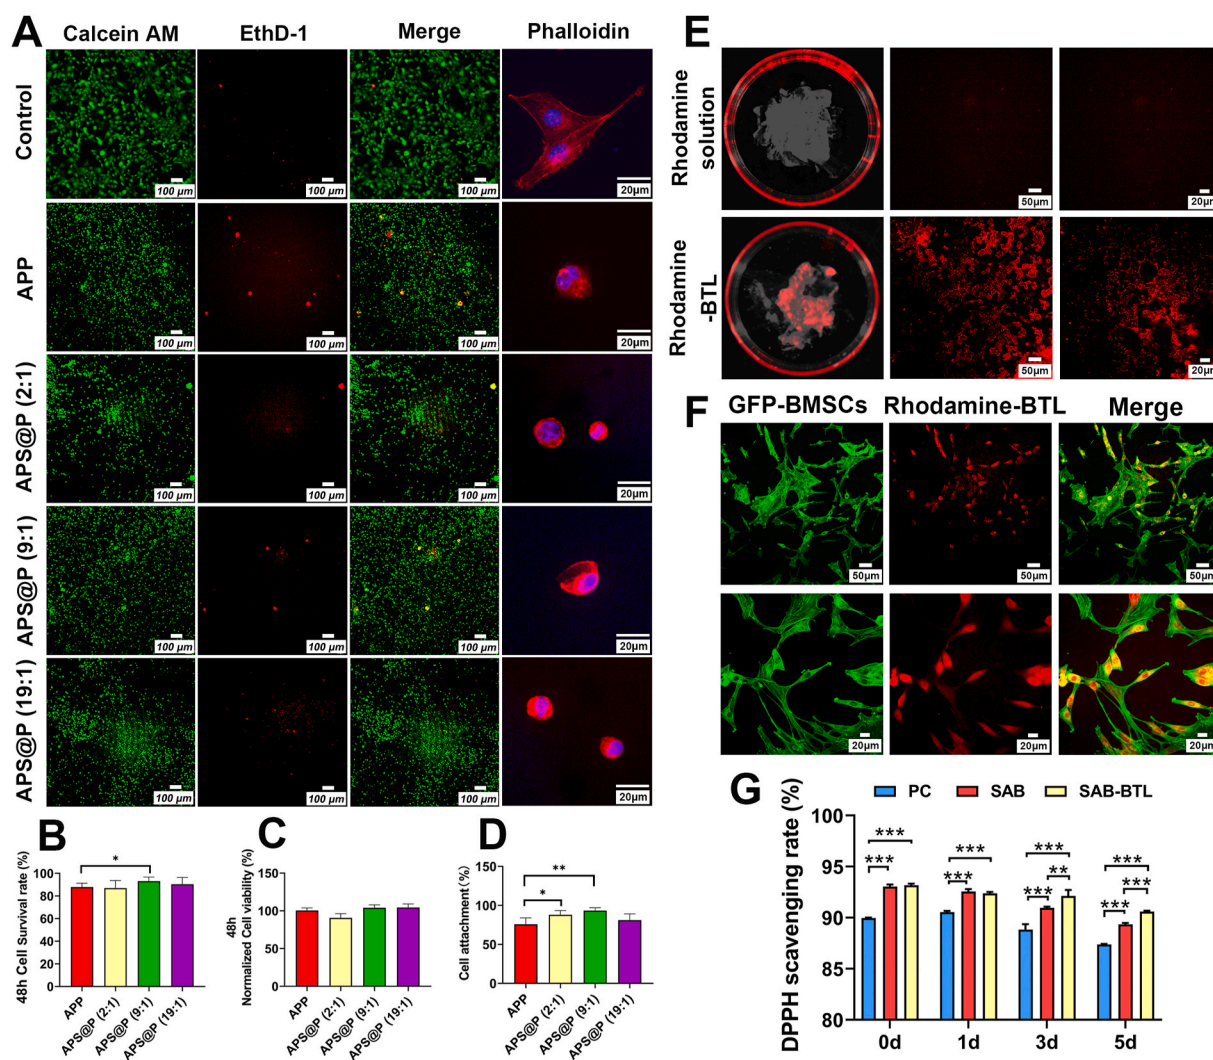 A
Calcein AM EthD-1 Merge Phalloidin
Control
100 μm 100 μm 100 μm 20μm
APP
100 μm 100 μm 100 μm 20μm
APS@P (2:1)
100 μm 100 μm 100 μm 20μm
APS@P (9:1)
100 μm 100 μm 100 μm 20μm
APS@P (19:1)
100 μm 100 μm 100 μm 20μm
B
48h Cell Survival rate (%)
100
80
60
40
20
0
*
APP APS@P (2:1) APS@P (9:1) APS@P (19:1)
C
48h
Normalized Cell viability (%)
150
100
50
0
APP APS@P (2:1) APS@P (9:1) APS@P (19:1)
D
Cell attachment (%)
150
100
50
0
* **
APP APS@P (2:1) APS@P (9:1) APS@P (19:1)
E
Rhodamine
solution
50μm 20μm
Rhodamine
-BTL
50μm 20μm
F
GFP-BMSCs Rhodamine-BTL Merge
50μm 50μm 50μm
20μm 20μm 20μm
G
PC SAB SAB-BTL
DPPH scavenging rate (%)
100
95
90
85
80
*** ***
*** ***
*** *** **
*** *** ***
0d 1d 3d 5d